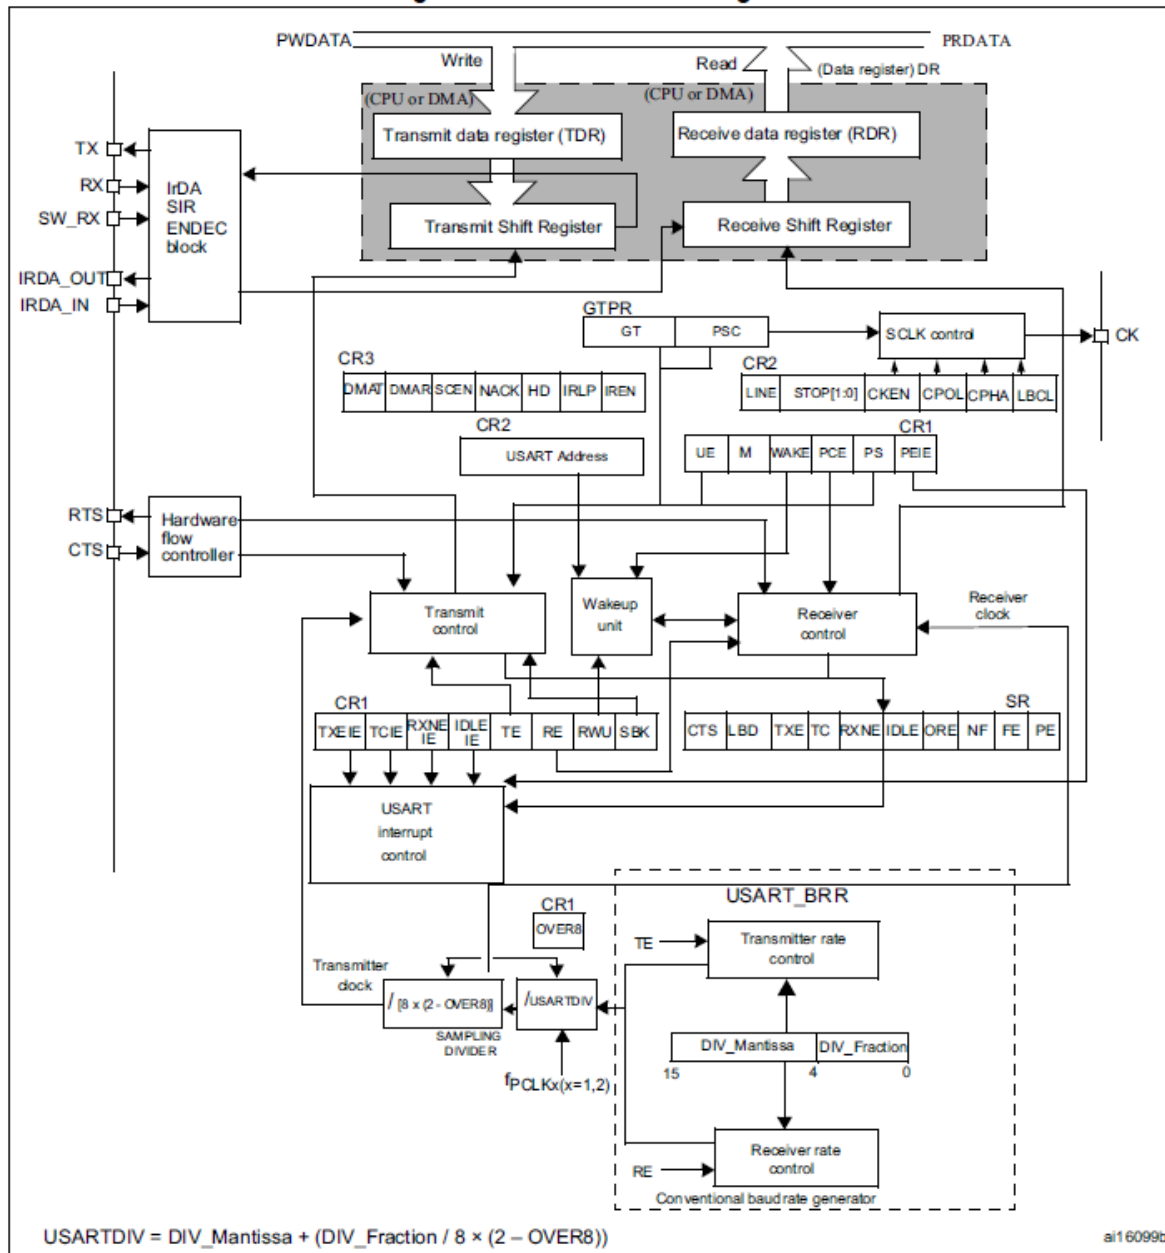 PWDATA
PRDATA
Write
Read
(Data register) DR
(CPU or DMA)
(CPU or DMA)
Transmit data register (TDR)
Receive data register (RDR)
TX
RX
SW_RX
IRDA_OUT
IRDA_IN
IrDA
SIR
ENDEC
block
Transmit Shift Register
Receive Shift Register
GTPR
GT
PSC
SCLK control
CK
CR3
DMAT
DMAR
SCEN
NACK
HD
IRLP
IREN
CR2
LINE
STOP[1:0]
CKEN
CPOL
CPHA
LBCL
CR2
USART Address
CR1
UE
M
WAKE
PCE
PS
PEIE
RTS
CTS
Hardware
flow
controller
Transmit
control
Wakeup
unit
Receiver
control
Receiver
clock
CR1
TXEIE
TCIE
RXNE
IE
IDLE
IE
TE
RE
RWU
SBK
SR
CTS
LBD
TXE
TC
RXNE
IDLE
ORE
NF
FE
PE
USART
interrupt
control
USART_BRR
CR1
OVER8
TE
Transmitter rate
control
Transmitter
clock
/ [8 x (2 - OVER8)]
/USARTDIV
SAMPLING
DIVIDER
DIV_Mantissa
DIV_Fraction
15
4
0
fPCLKx(x=1,2)
Receiver rate
control
RE
Conventional baudrate generator
USARTDIV = DIV_Mantissa + (DIV_Fraction / 8 × (2 – OVER8))
ai16099b